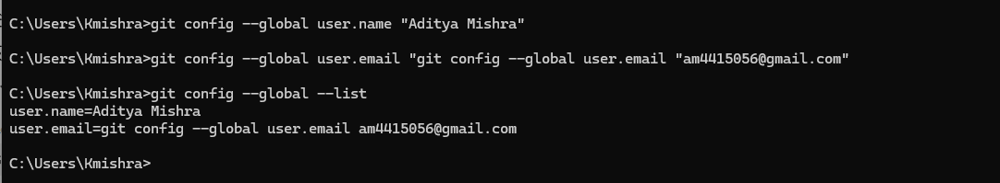 C:\Users\Kmishra>git config --global user.name "Aditya Mishra"
C:\Users\Kmishra>git config --global user.email "git config --global user.email "am4415056@gmail.com"
C:\Users\Kmishra>git config --global --list
user.name=Aditya Mishra
user.email=git config --global user.email am4415056@gmail.com
C:\Users\Kmishra>